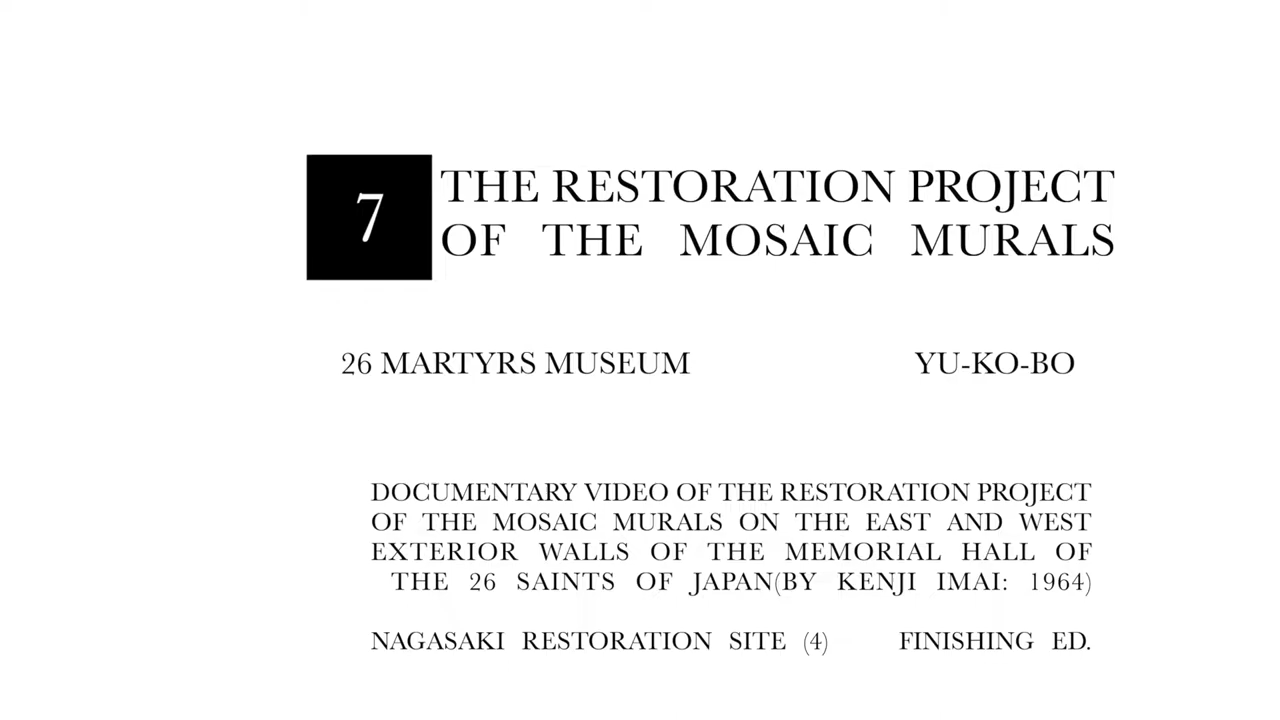 7
THE RESTORATION PROJECT
OF THE MOSAIC MURALS
26 MARTYRS MUSEUM YU-KO-BO
DOCUMENTARY VIDEO OF THE RESTORATION PROJECT
OF THE MOSAIC MURALS ON THE EAST AND WEST
EXTERIOR WALLS OF THE MEMORIAL HALL OF
THE 26 SAINTS OF JAPAN(BY KENJI IMAI: 1964)
NAGASAKI RESTORATION SITE (4) FINISHING ED.